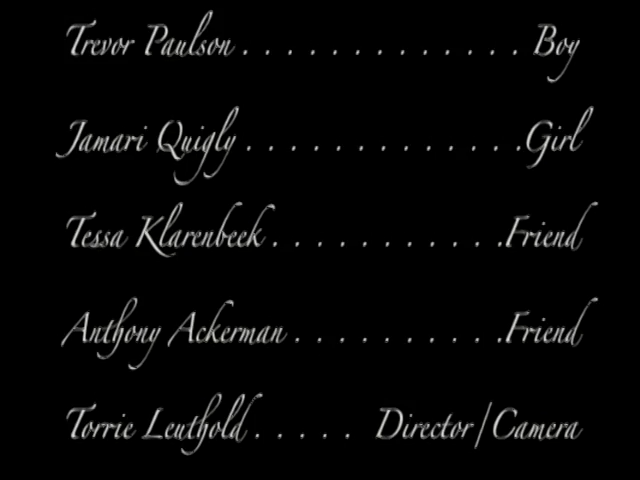 Trevor Paulson . . . . . . . . . . . . . Boy
Jamari Quigly . . . . . . . . . . . . . Girl
Tessa Klarenbeek . . . . . . . . . . . Friend
Anthony Ackerman . . . . . . . . . . Friend
Torrie Leuthold . . . . . Director/Camera